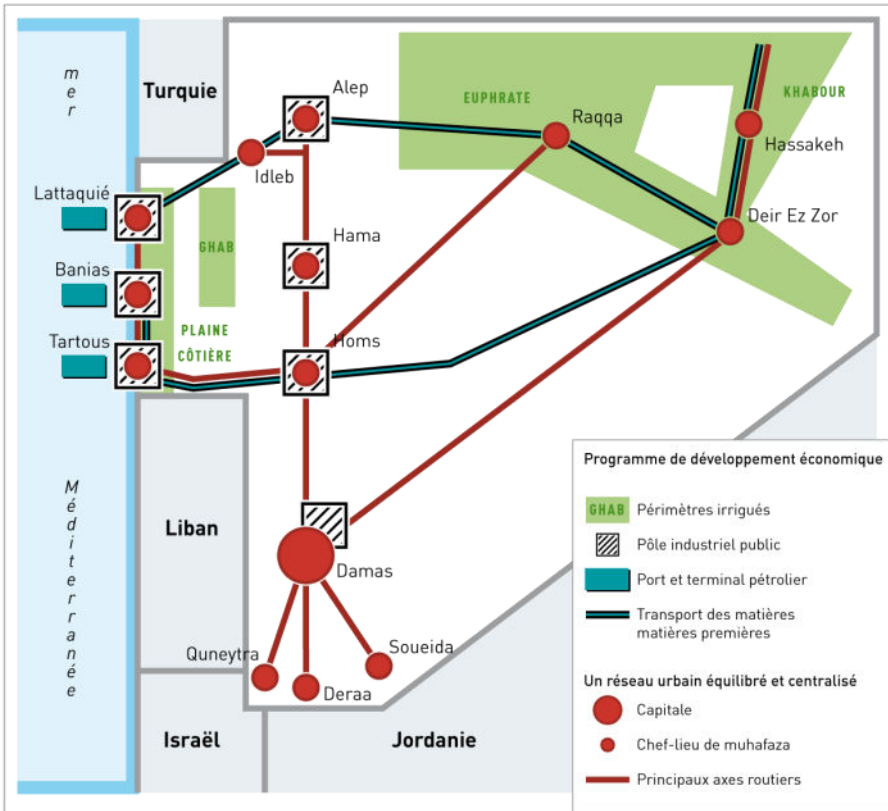 mer
Turquie
Alep
EUPHRATE
KHABOUR
Raqqa
Hassakeh
Idleb
Lattaquié
Deir Ez Zor
GHAB
Hama
Banias
PLAINE
CÔTIÈRE
Tartous
Homs
Méditerranée
Liban
Damas
Quneytra
Soueida
Deraa
Israël
Jordanie
Programme de développement économique
GHAB Périmètres irrigués
Pôle industriel public
Port et terminal pétrolier
Transport des matières
matières premières
Un réseau urbain équilibré et centralisé
Capitale
Chef-lieu de muhafaza
Principaux axes routiers